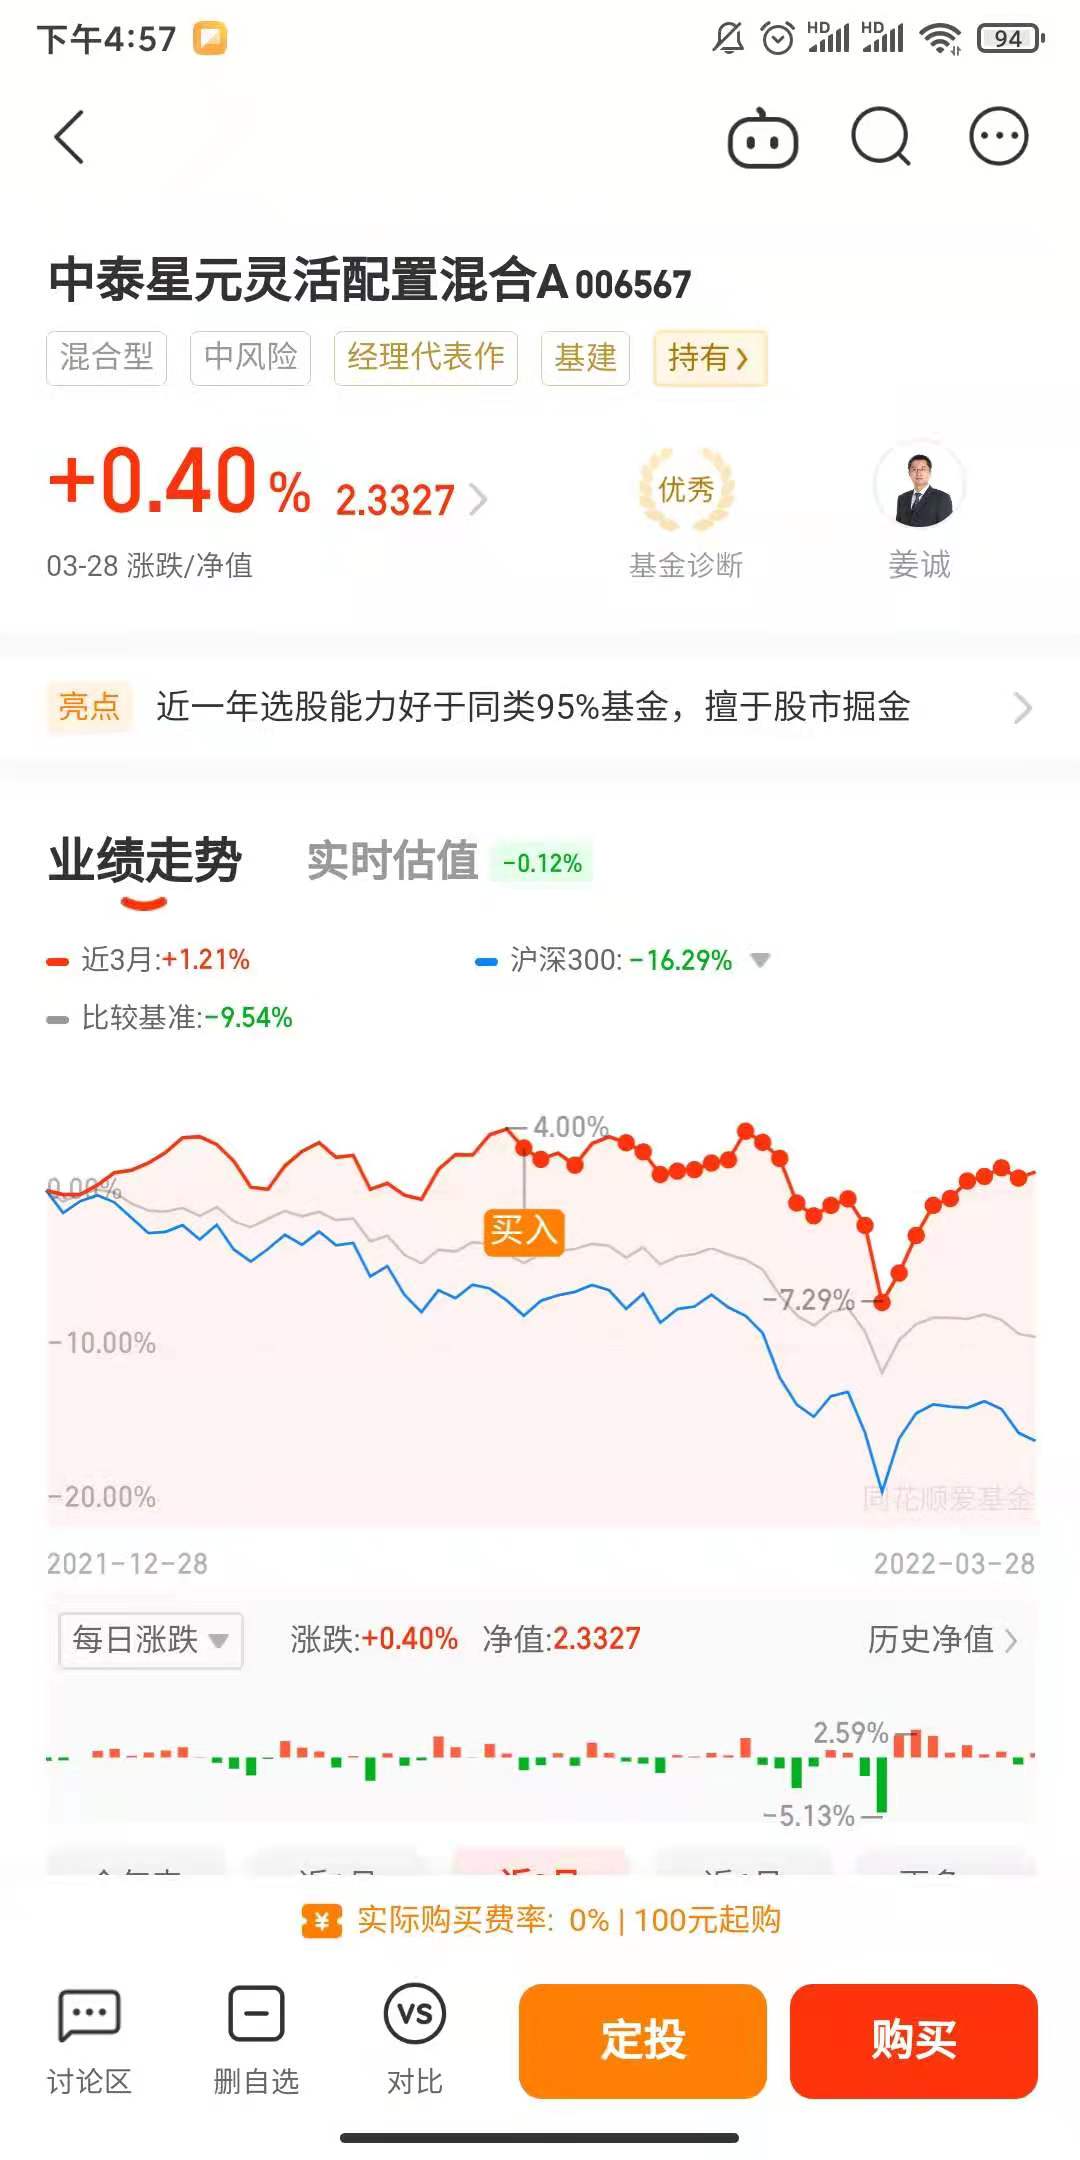 下午4:57
HD HD 94
中泰星元灵活配置混合A 006567
混合型 中风险 经理代表作 基建 持有
+0.40% 2.3327 优秀
03-28 涨跌/净值 基金诊断 姜诚
亮点 近一年选股能力好于同类95%基金，擅于股市掘金
业绩走势 实时估值 -0.12%
近3月:+1.21% 沪深300: -16.29%
比较基准:-9.54%
4.00%
0.00%
买入
-7.29%
-10.00%
-20.00% 同花顺爱基金
2021-12-28 2022-03-28
每日涨跌 涨跌:+0.40% 净值:2.3327 历史净值
2.59%
-5.13%
¥ 实际购买费率: 0% | 100元起购
VS
定投 购买
讨论区 删自选 对比